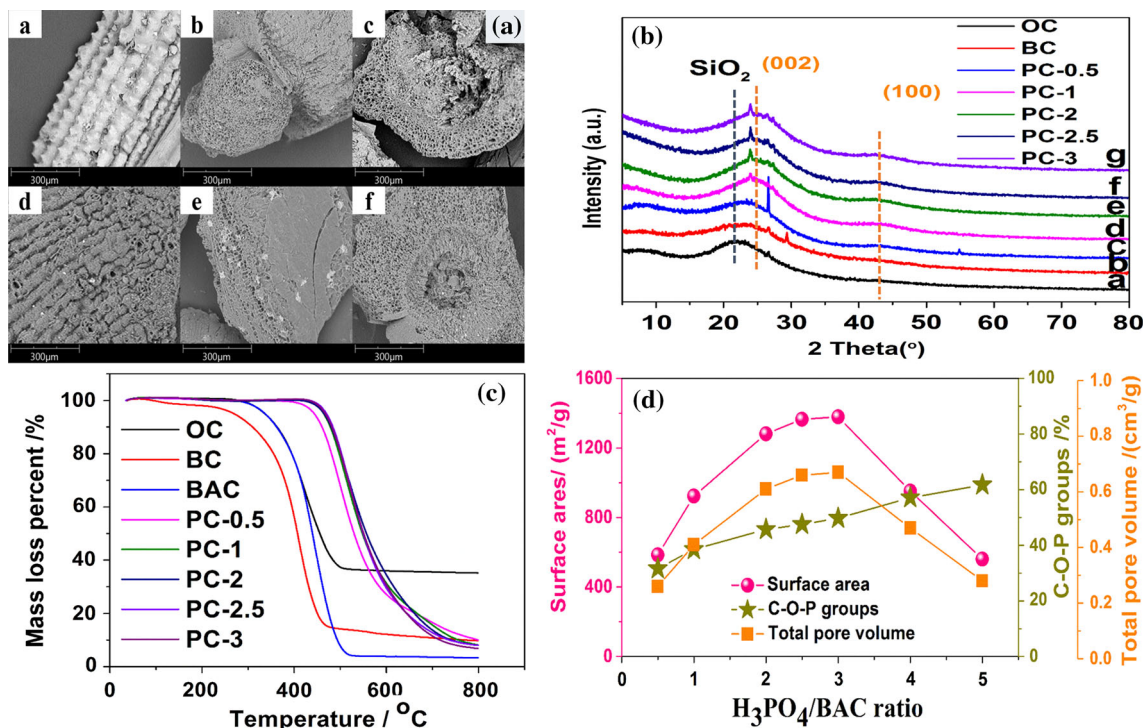 a
b
c
(a)
300μm
300μm
300μm
d
e
f
300μm
300μm
300μm
(b)
OC
BC
PC-0.5
PC-1
PC-2
PC-2.5
PC-3
SiO₂
(002)
(100)
g
f
e
d
C
b
a
Intensity (a.u.)
10 20 30 40 50 60 70 80
2 Theta(°)
(c)
100
80
60
40
20
0
Mass loss percent /%
OC
BC
BAC
PC-0.5
PC-1
PC-2
PC-2.5
PC-3
0 200 400 600 800
Temperature / °C
(d)
1600
1400
1200
1000
800
600
400
200
0
Surface areas/ (m²/g)
Surface area
C-O-P groups
Total pore volume
100
80
60
40
20
0
C-O-P groups /%
1.0
0.8
0.6
0.4
0.2
0.0
Total pore volume /(cm³/g)
0 1 2 3 4 5
H₃PO₄/BAC ratio